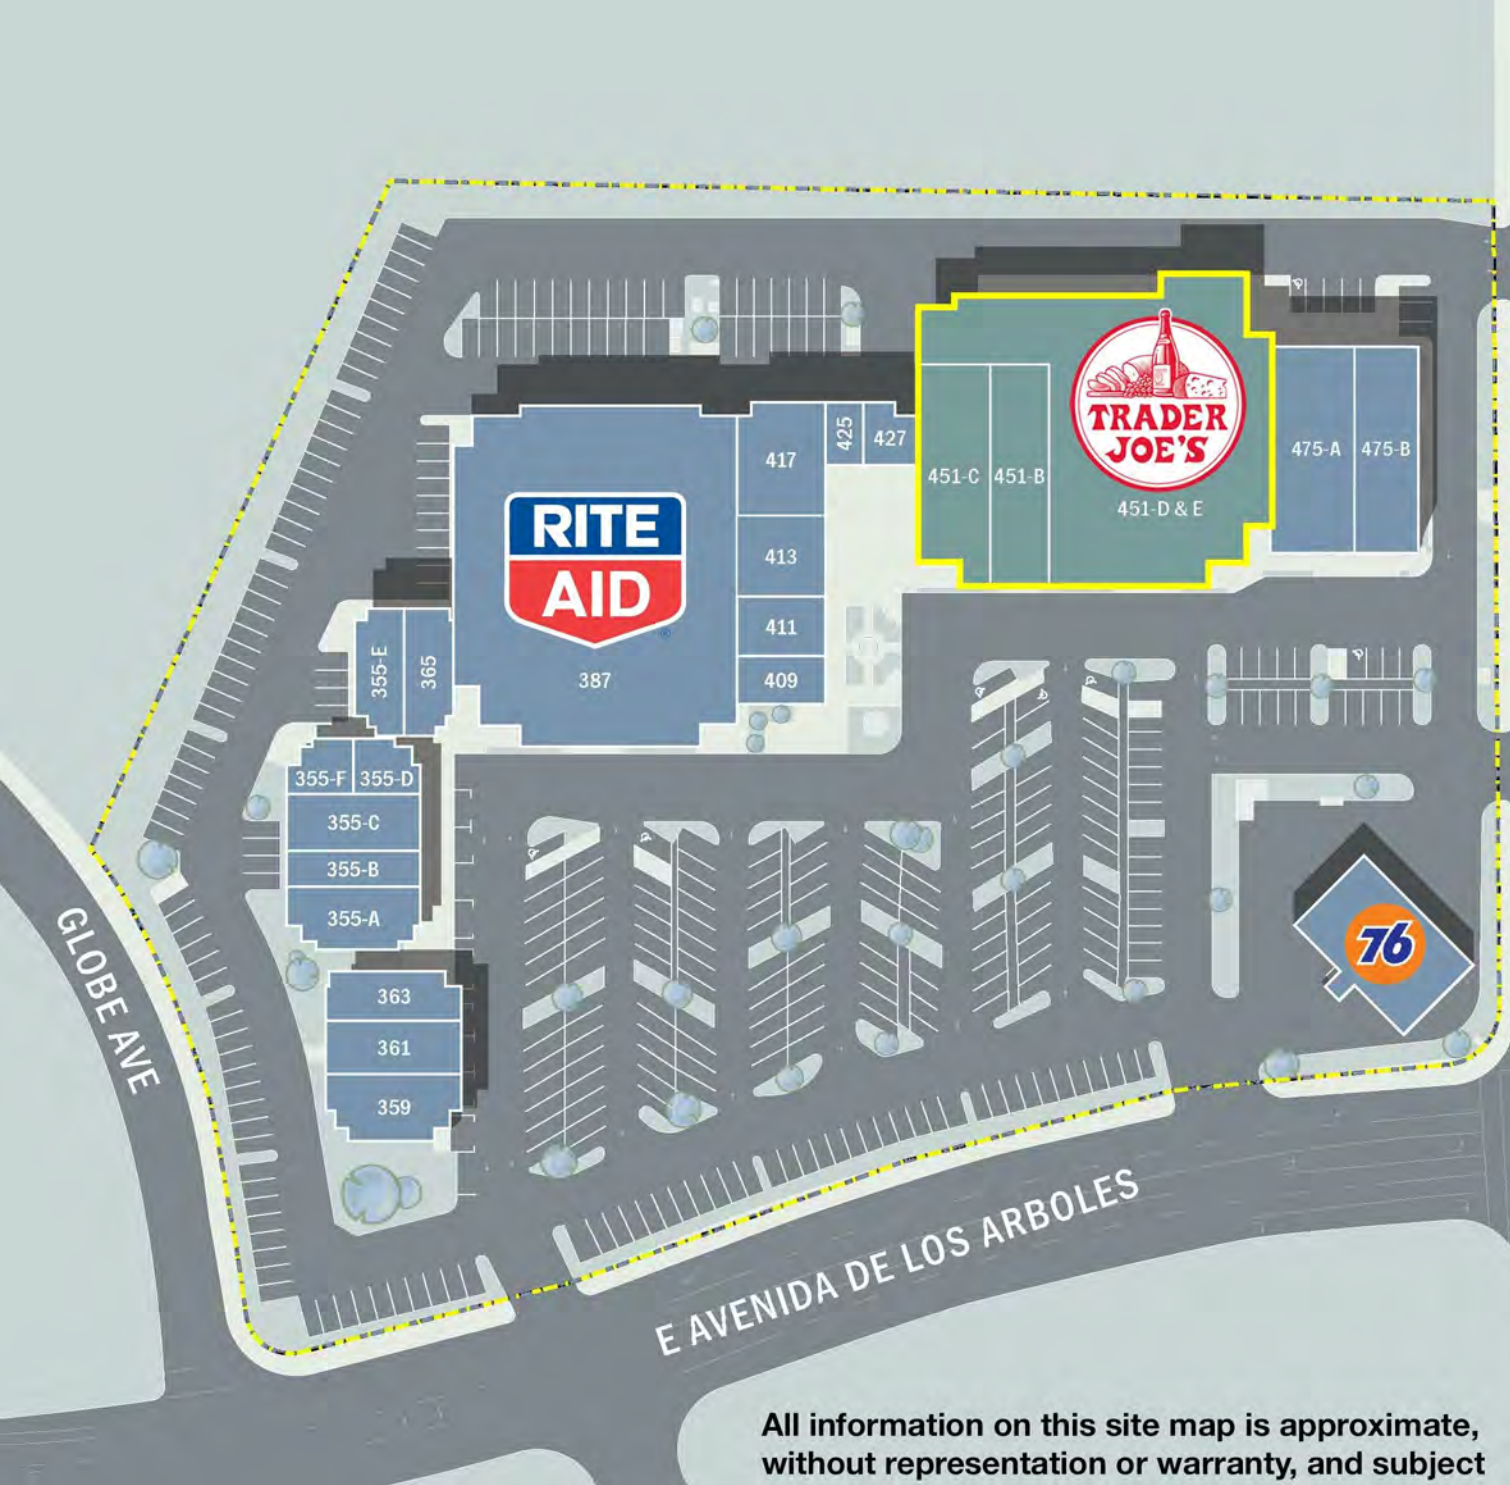 TRADER
JOE'S
451-D & E
451-C
451-B
475-A
475-B
417
425
427
413
411
409
RITE
AID
®
387
355-E
365
355-F
355-D
355-C
355-B
355-A
363
361
359
76
GLOBE AVE
E AVENIDA DE LOS ARBOLES
All information on this site map is approximate,
without representation or warranty, and subject